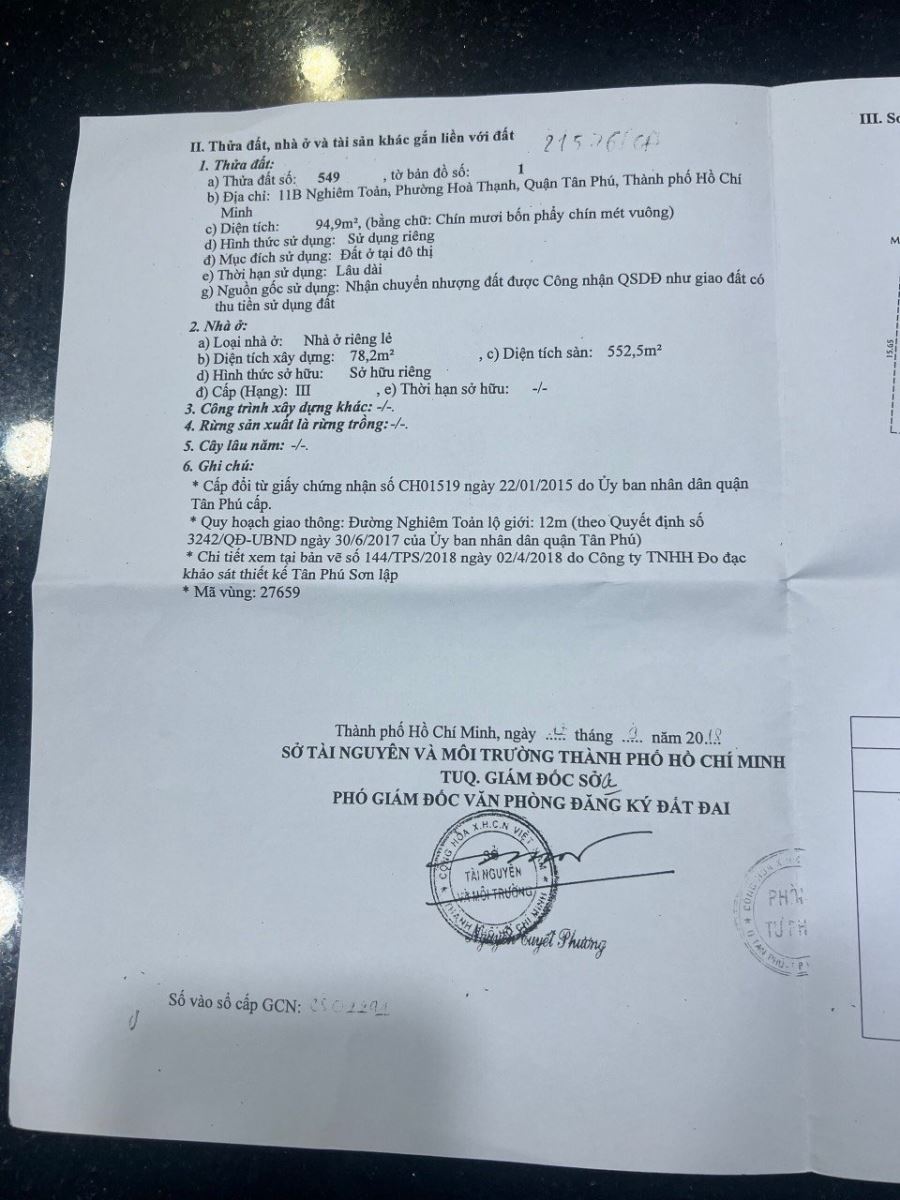 II. Thửa đất, nhà ở và tài sản khác gắn liền với đất
1. Thửa đất:
a) Thửa đất số: 549 , tờ bản đồ số: 1
b) Địa chỉ: 11B Nghiêm Toản, Phường Hoà Thạnh, Quận Tân Phú, Thành phố Hồ Chí
Minh
c) Diện tích: 94,9m², (bằng chữ: Chín mươi bốn phẩy chín mét vuông)
d) Hình thức sử dụng: Sử dụng riêng
đ) Mục đích sử dụng: Đất ở tại đô thị
e) Thời hạn sử dụng: Lâu dài
g) Nguồn gốc sử dụng: Nhận chuyển nhượng đất được Công nhận QSDĐ như giao đất có
thu tiền sử dụng đất
2. Nhà ở:
a) Loại nhà ở: Nhà ở riêng lẻ
b) Diện tích xây dựng: 78,2m² , c) Diện tích sàn: 552,5m²
d) Hình thức sở hữu: Sở hữu riêng
đ) Cấp (Hạng): III , e) Thời hạn sở hữu: -/-
3. Công trình xây dựng khác: -/-.
4. Rừng sản xuất là rừng trồng: -/-.
5. Cây lâu năm: -/-.
6. Ghi chú:
* Cấp đổi từ giấy chứng nhận số CH01519 ngày 22/01/2015 do Ủy ban nhân dân quận
Tân Phú cấp.
* Quy hoạch giao thông: Đường Nghiêm Toản lộ giới: 12m (theo Quyết định số
3242/QĐ-UBND ngày 30/6/2017 của Ủy ban nhân dân quận Tân Phú)
* Chi tiết xem tại bản vẽ số 144/TPS/2018 ngày 02/4/2018 do Công ty TNHH Đo đạc
khảo sát thiết kế Tân Phú Sơn lập
* Mã vùng: 27659
Thành phố Hồ Chí Minh, ngày tháng năm 2018
SỞ TÀI NGUYÊN VÀ MÔI TRƯỜNG THÀNH PHỐ HỒ CHÍ MINH
TUQ. GIÁM ĐỐC SỞ
PHÓ GIÁM ĐỐC VĂN PHÒNG ĐĂNG KÝ ĐẤT ĐAI
CỘNG HÒA X.H.C.N VIỆT NAM
SỞ
TÀI NGUYÊN
VÀ MÔI TRƯỜNG
THÀNH PHỐ HỒ CHÍ MINH
Nguyễn Tuyết Phương
Số vào sổ cấp GCN:
III. Sơ
M
15.65
PHÒN
TƯ PH
TÂN PHÚ